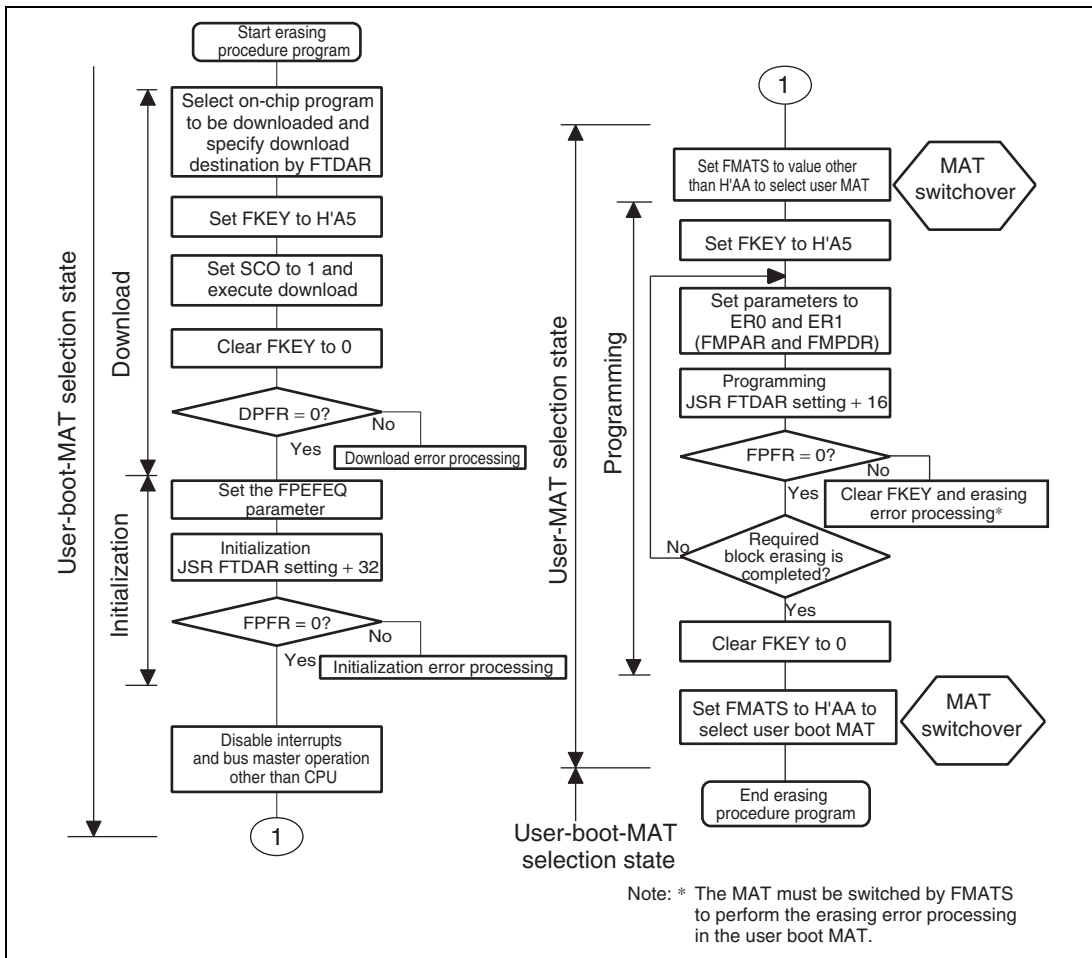 Start erasing
procedure program
Select on-chip program
to be downloaded and
specify download
destination by FTDAR
Set FKEY to H'A5
Set SCO to 1 and
execute download
Clear FKEY to 0
DPFR = 0?
No
Yes
Download error processing
Set the FPEFEQ
parameter
Initialization
JSR FTDAR setting + 32
FPFR = 0?
No
Yes
Initialization error processing
Disable interrupts
and bus master operation
other than CPU
1
User-boot-MAT selection state
Download
Initialization
1
Set FMATS to value other
than H'AA to select user MAT
MAT
switchover
Set FKEY to H'A5
Set parameters to
ER0 and ER1
(FMPAR and FMPDR)
Programming
JSR FTDAR setting + 16
FPFR = 0?
No
Yes
Clear FKEY and erasing
error processing*
Required
block erasing is
completed?
No
Yes
Clear FKEY to 0
Set FMATS to H'AA to
select user boot MAT
MAT
switchover
End erasing
procedure program
User-MAT selection state
Programming
User-boot-MAT
selection state
Note: * The MAT must be switched by FMATS
to perform the erasing error processing
in the user boot MAT.